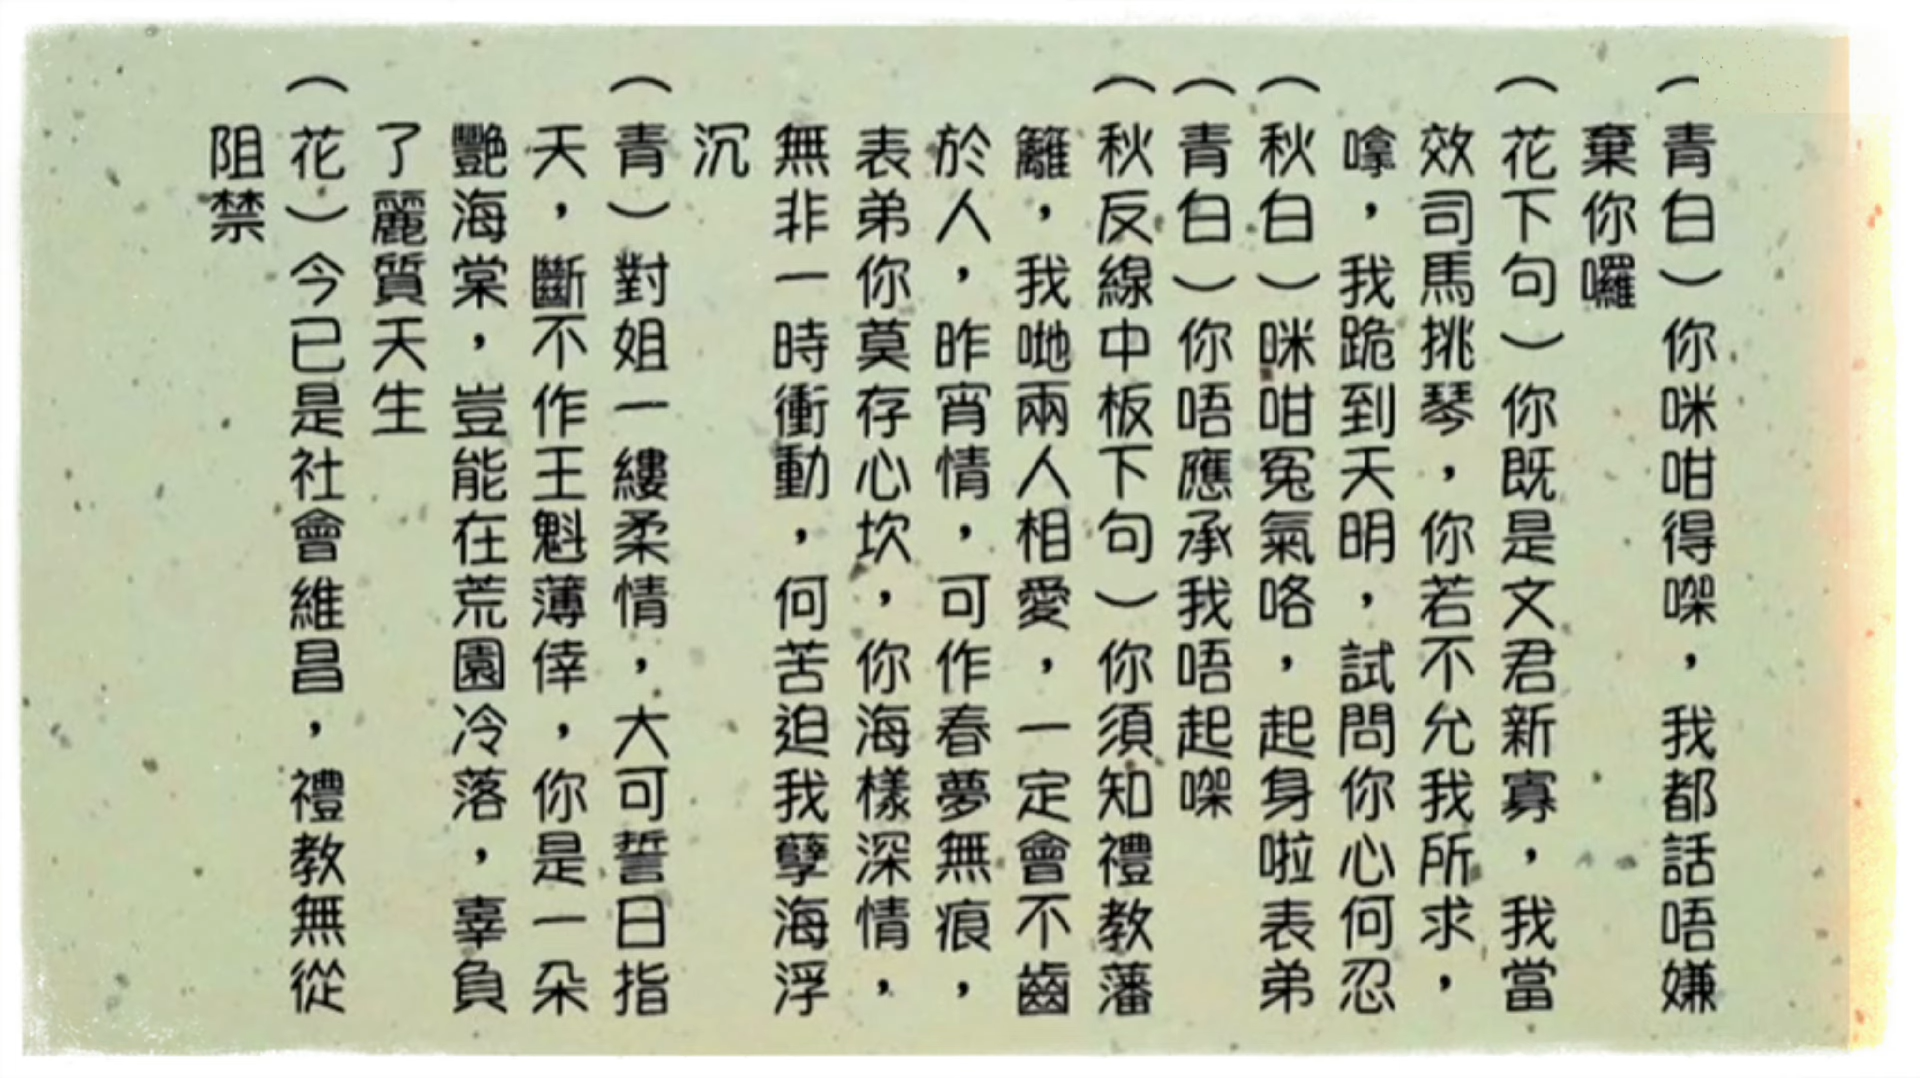 （青白）你咪咁得㗎，我都話唔嫌
棄你囉
（花下句）你既是文君新寡，我當
效司馬挑琴，你若不允我所求，
嗱，我跪到天明，試問你心何忍
（秋白）咪咁冤氣咯，起身啦表弟
（青白）你唔應承我唔起㗎
（秋反線中板下句）你須知禮教藩
籬，我哋兩人相愛，一定會不齒
於人，昨宵情，可作春夢無痕，
表弟你莫存心坎，你海樣深情，
無非一時衝動，何苦迫我孽海浮
沉
（青）對姐一縷柔情，大可誓日指
天，斷不作王魁薄倖，你是一朵
艷海棠，豈能在荒園冷落，辜負
了麗質天生
（花）今已是社會維昌，禮教無從
阻禁